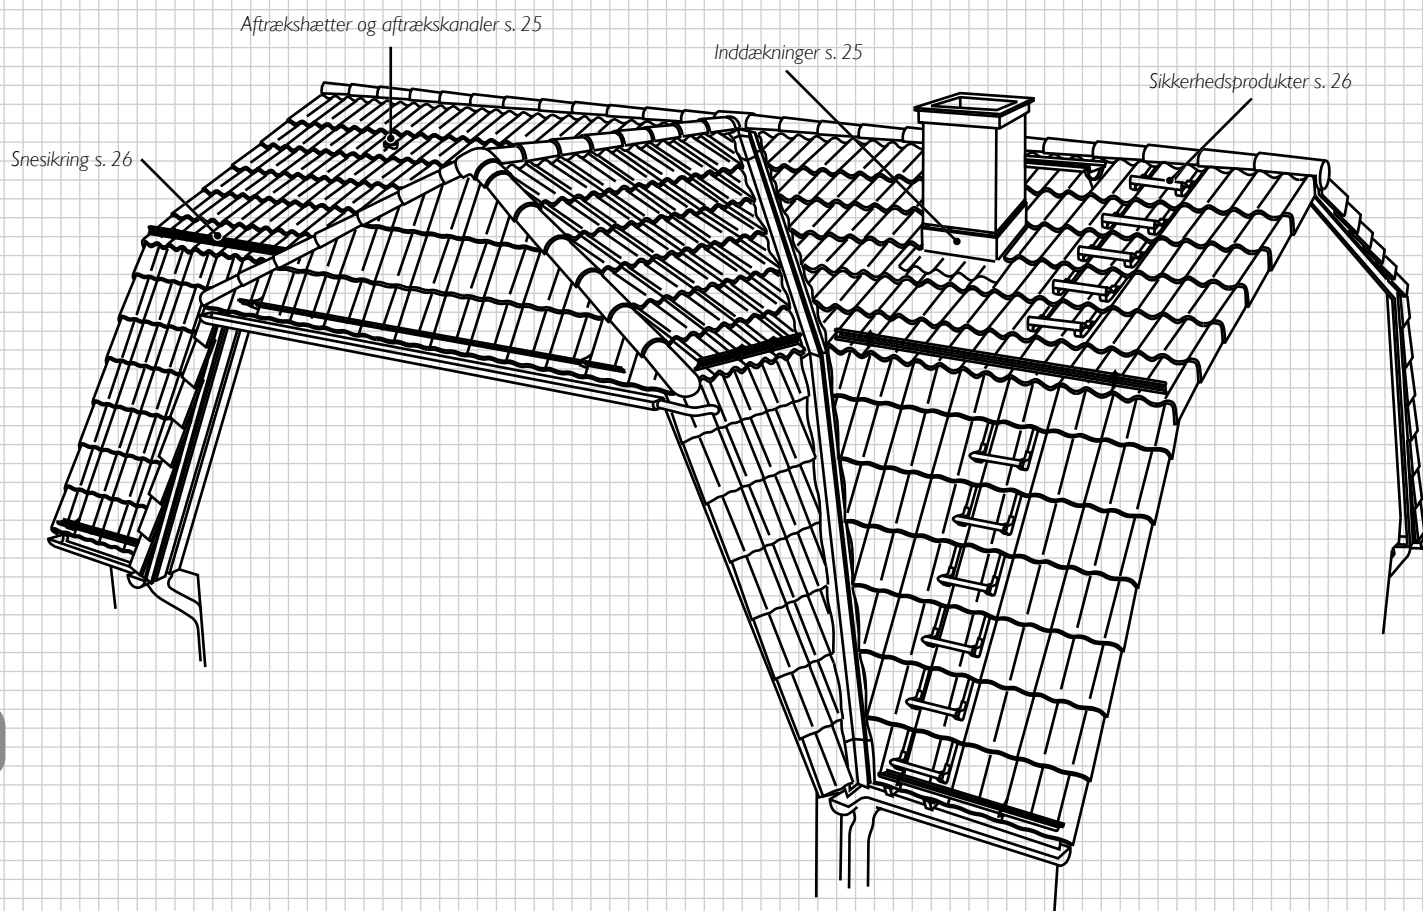 Aftrækshætter og aftrækskanaler s. 25
Inddækninger s. 25
Sikkerhedsprodukter s. 26
Snesikring s. 26